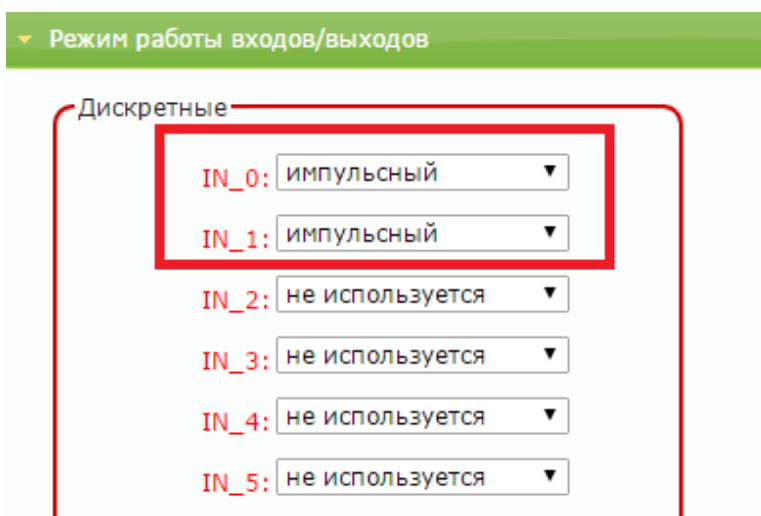 Режим работы входов/выходов
Дискретные
IN_0: импульсный
IN_1: импульсный
IN_2: не используется
IN_3: не используется
IN_4: не используется
IN_5: не используется